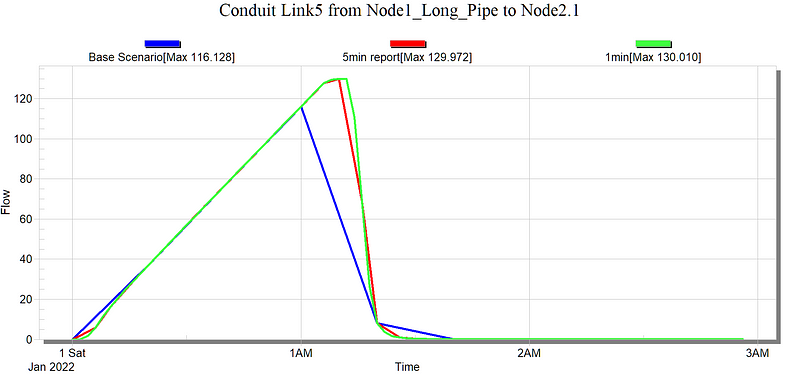 Conduit Link5 from Node1_Long_Pipe to Node2.1
Base Scenario[Max 116.128] 5min report[Max 129.972] 1min[Max 130.010]
120
100
80
60
40
20
0
Flow
1 Sat 1AM 2AM 3AM
Jan 2022 Time